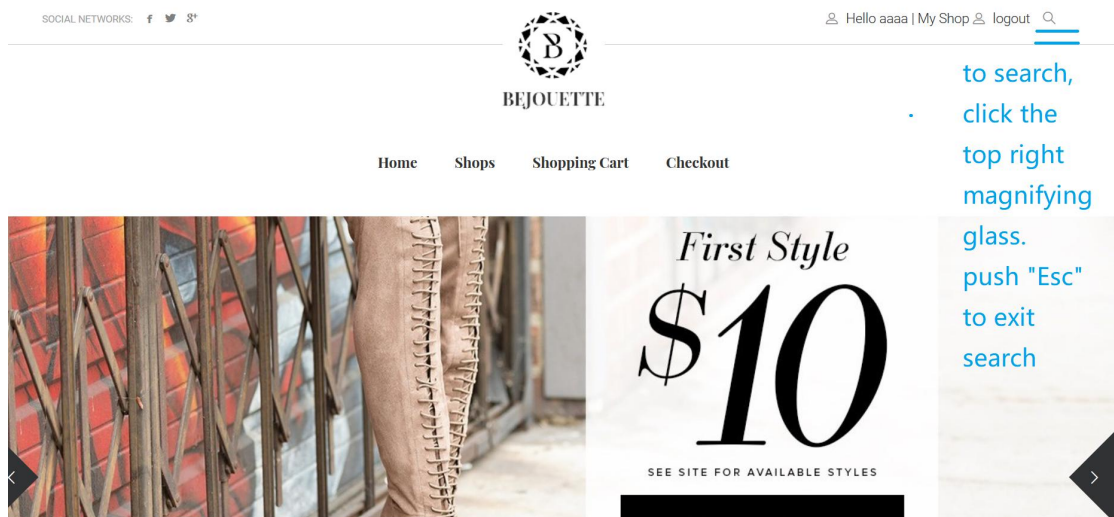 SOCIAL NETWORKS: f g+
Hello aaaa | My Shop logout
B
BEJOUETTE
to search,
click the
top right
magnifying
glass.
push "Esc"
to exit
search
Home Shops Shopping Cart Checkout
First Style
$10
SEE SITE FOR AVAILABLE STYLES